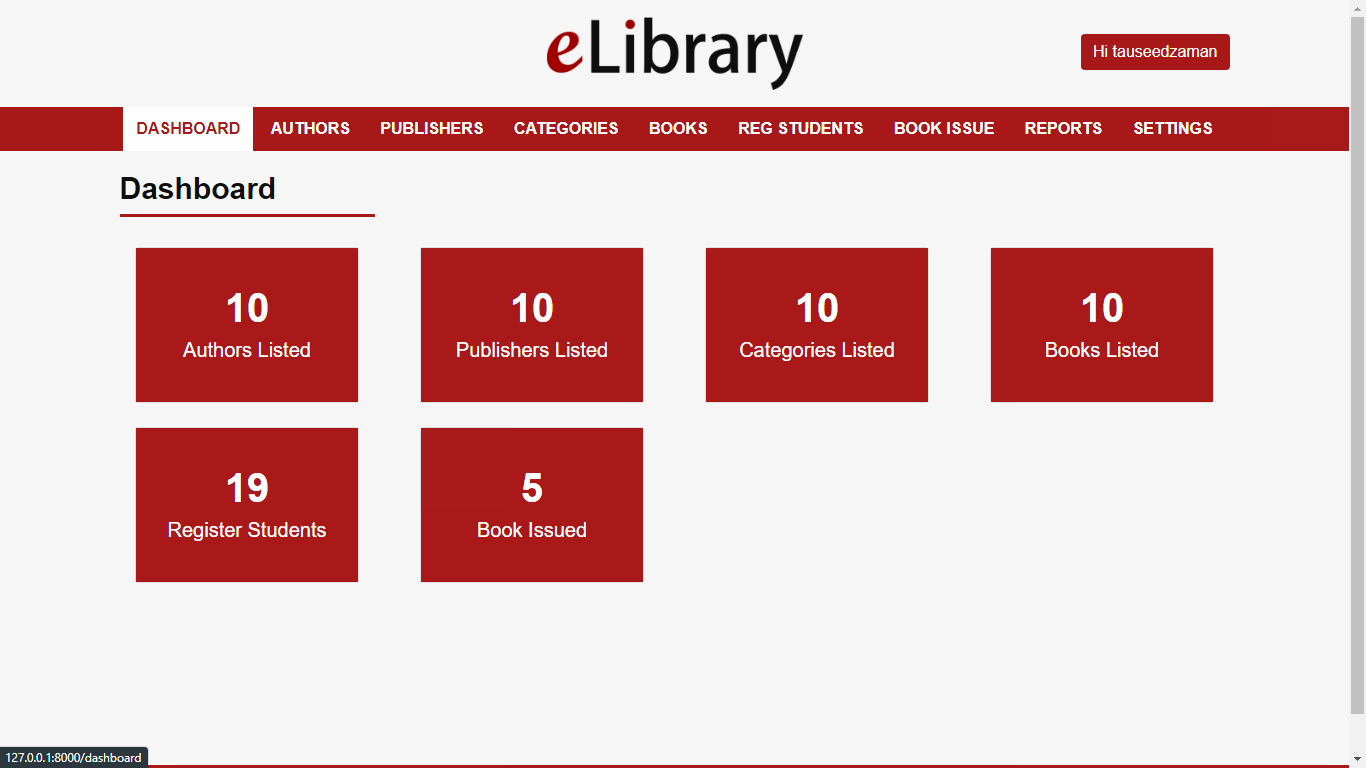 eLibrary
Hi tauseedzaman
DASHBOARD AUTHORS PUBLISHERS CATEGORIES BOOKS REG STUDENTS BOOK ISSUE REPORTS SETTINGS
Dashboard
10
Authors Listed
10
Publishers Listed
10
Categories Listed
10
Books Listed
19
Register Students
5
Book Issued
127.0.0.1:8000/dashboard